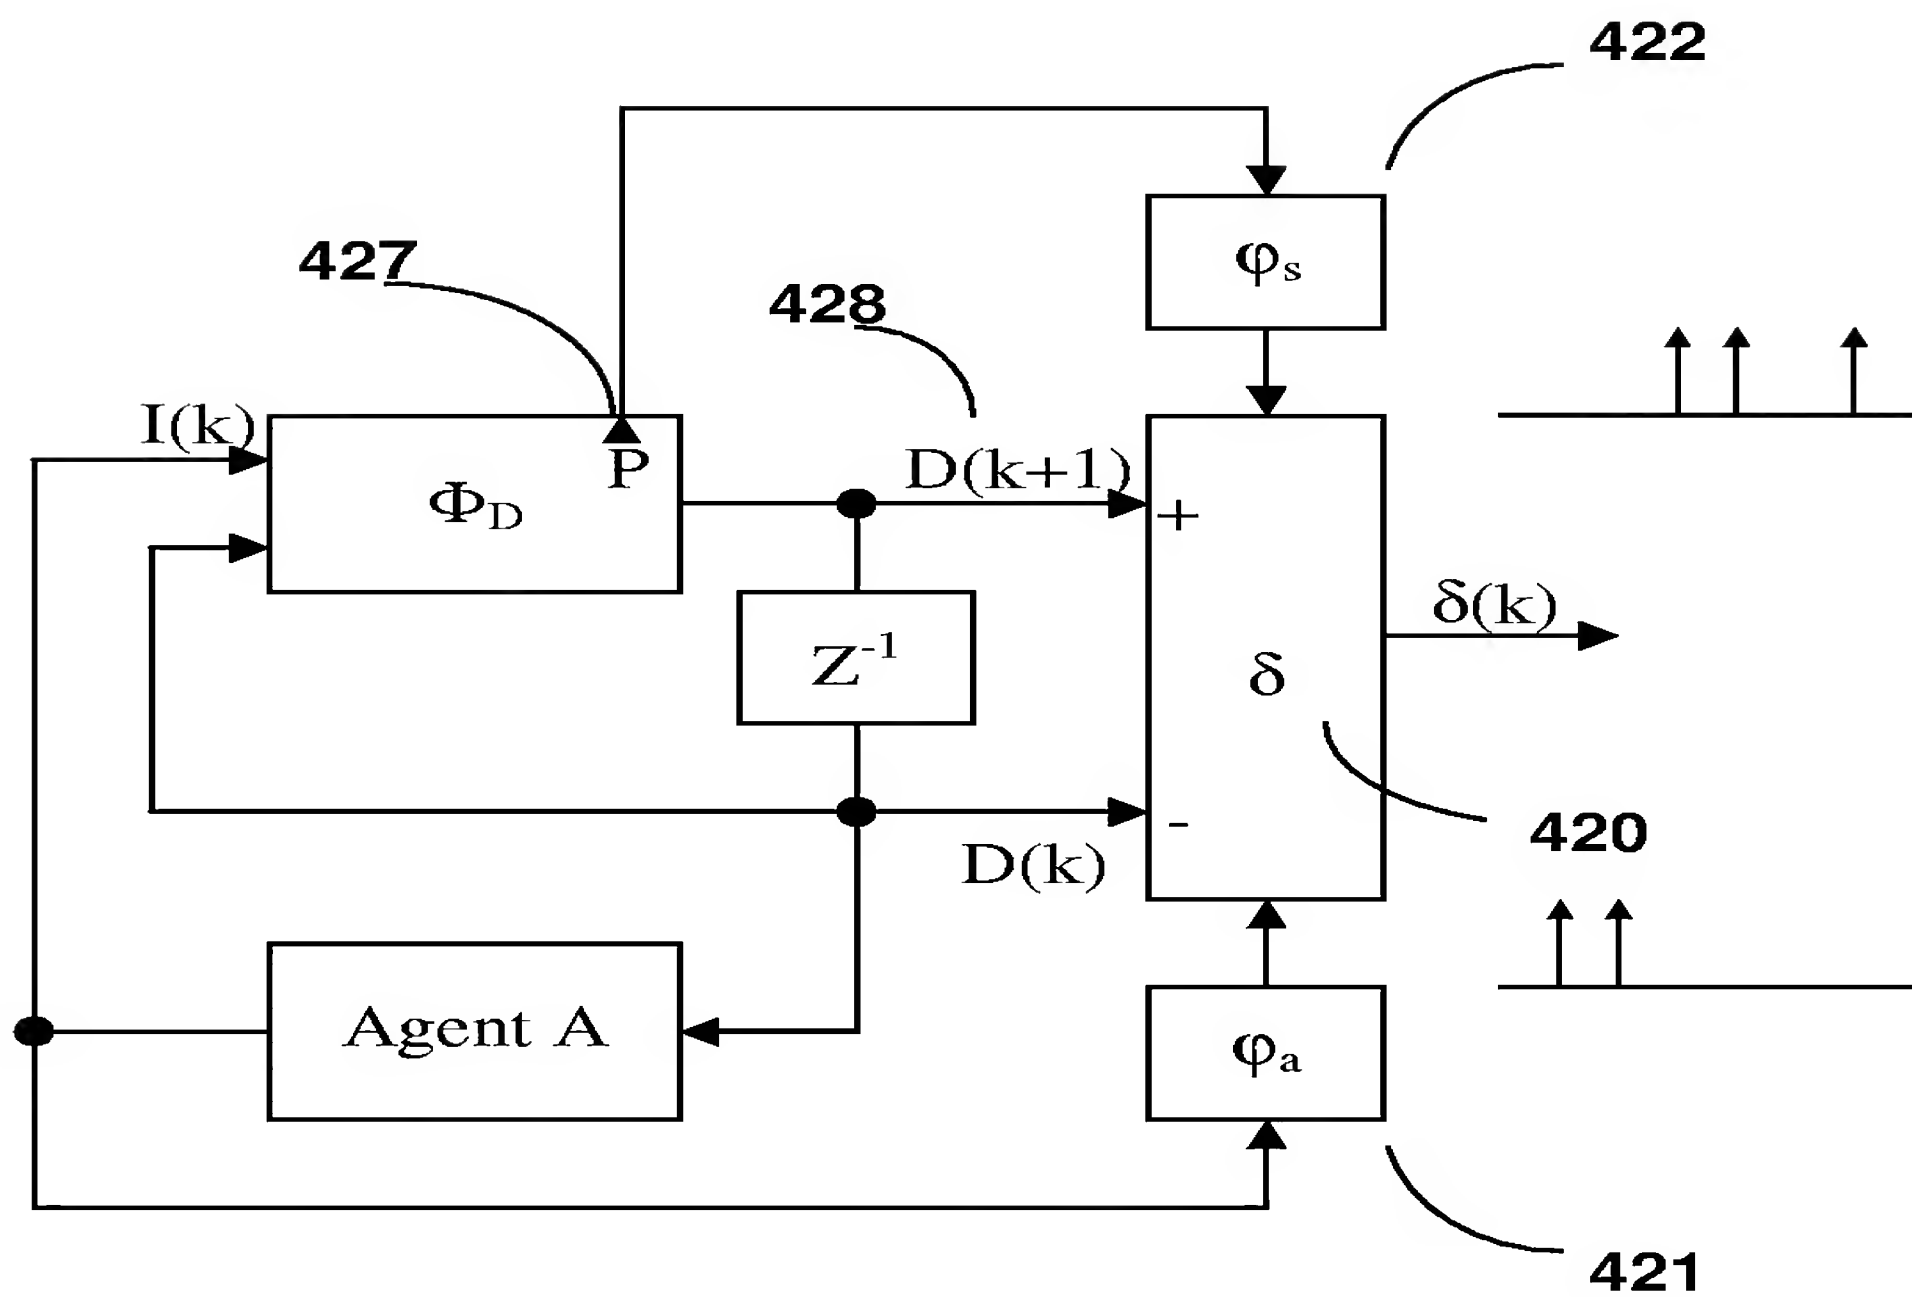 422
φs
427
428
I(k)
P
D(k+1)
ΦD
+
δ(k)
Z-1
δ
-
420
D(k)
Agent A
φa
421